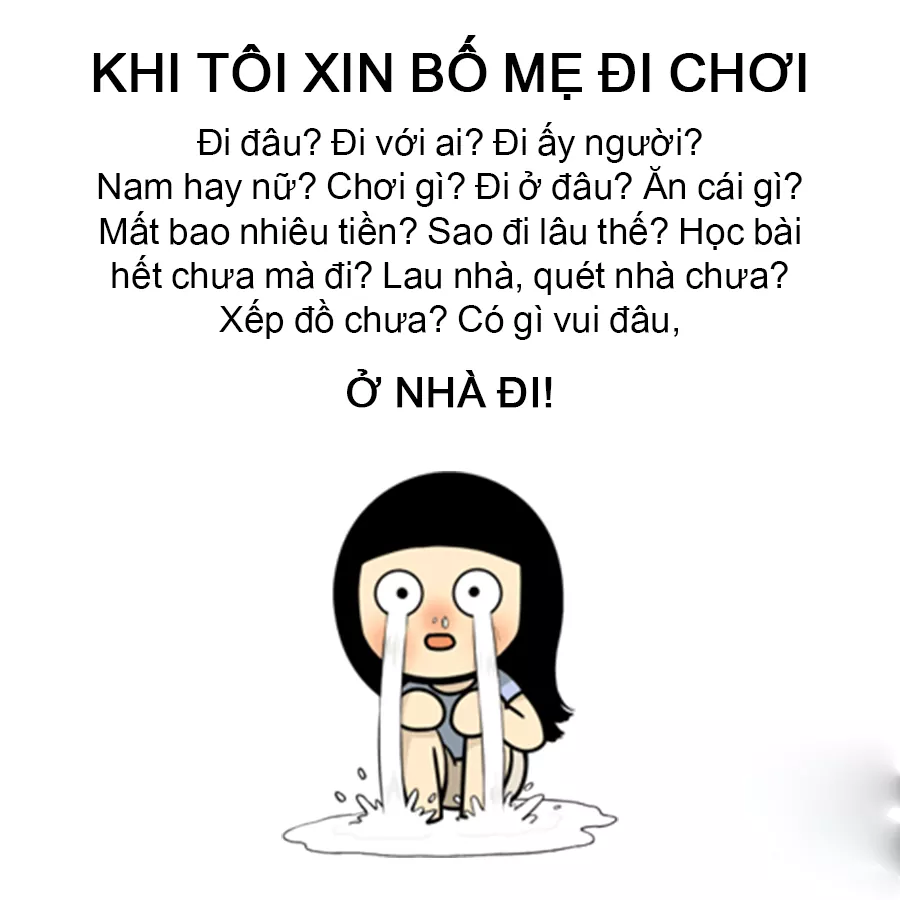 KHI TÔI XIN BỐ MẸ ĐI CHƠI
Đi đâu? Đi với ai? Đi ấy người?
Nam hay nữ? Chơi gì? Đi ở đâu? Ăn cái gì?
Mất bao nhiêu tiền? Sao đi lâu thế? Học bài
hết chưa mà đi? Lau nhà, quét nhà chưa?
Xếp đồ chưa? Có gì vui đâu,
Ở NHÀ ĐI!